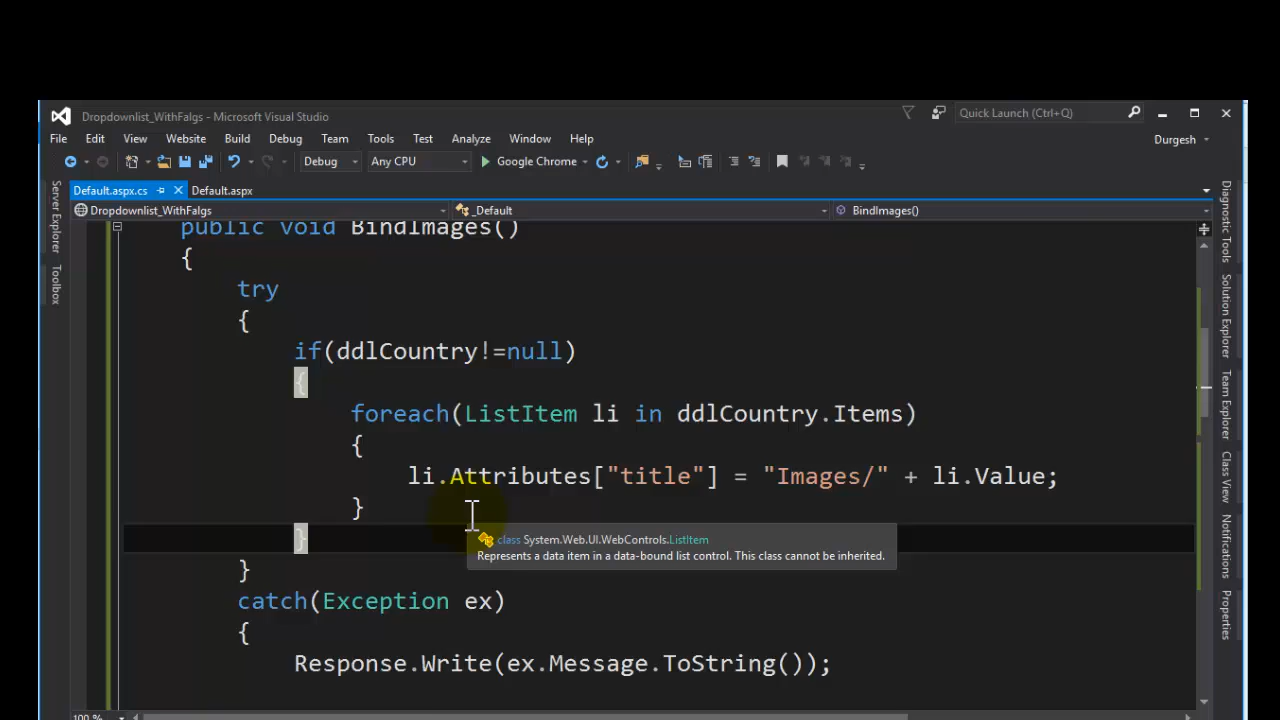 Dropdownlist_WithFalgs - Microsoft Visual Studio
Quick Launch (Ctrl+Q)
File Edit View Website Build Debug Team Tools Test Analyze Window Help
Durgesh
Debug Any CPU Google Chrome
Default.aspx.cs Default.aspx
Dropdownlist_WithFalgs _Default BindImages()
public void BindImages()
{
try
{
if(ddlCountry!=null)
{
foreach(ListItem li in ddlCountry.Items)
{
li.Attributes["title"] = "Images/" + li.Value;
}
}
class System.Web.UI.WebControls.ListItem
Represents a data item in a data-bound list control. This class cannot be inherited.
}
catch(Exception ex)
{
Response.Write(ex.Message.ToString());
100 %
Server Explorer
Toolbox
Diagnostic Tools
Solution Explorer
Team Explorer
Class View
Notifications
Properties